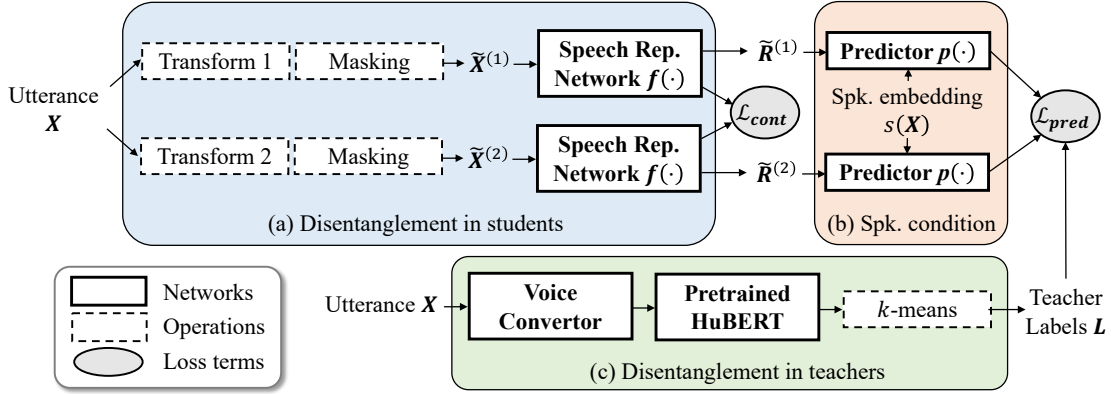 Utterance
X
Transform 1
Masking
X̃⁽¹⁾
Speech Rep.
Network f(·)
R̃⁽¹⁾
Predictor p(·)
ℒcont
Spk. embedding
s(X)
ℒpred
Transform 2
Masking
X̃⁽²⁾
Speech Rep.
Network f(·)
R̃⁽²⁾
Predictor p(·)
(a) Disentanglement in students
(b) Spk. condition
Networks
Operations
Loss terms
Utterance X
Voice
Convertor
Pretrained
HuBERT
k-means
Teacher
Labels L
(c) Disentanglement in teachers